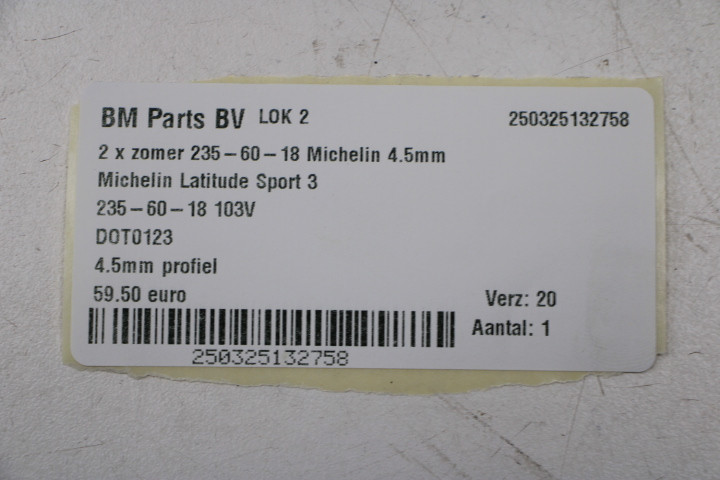 BM Parts BV LOK 2 250325132758
2 x zomer 235-60-18 Michelin 4.5mm
Michelin Latitude Sport 3
235-60-18 103V
DOT0123
4.5mm profiel
59.50 euro Verz: 20
Aantal: 1
250325132758